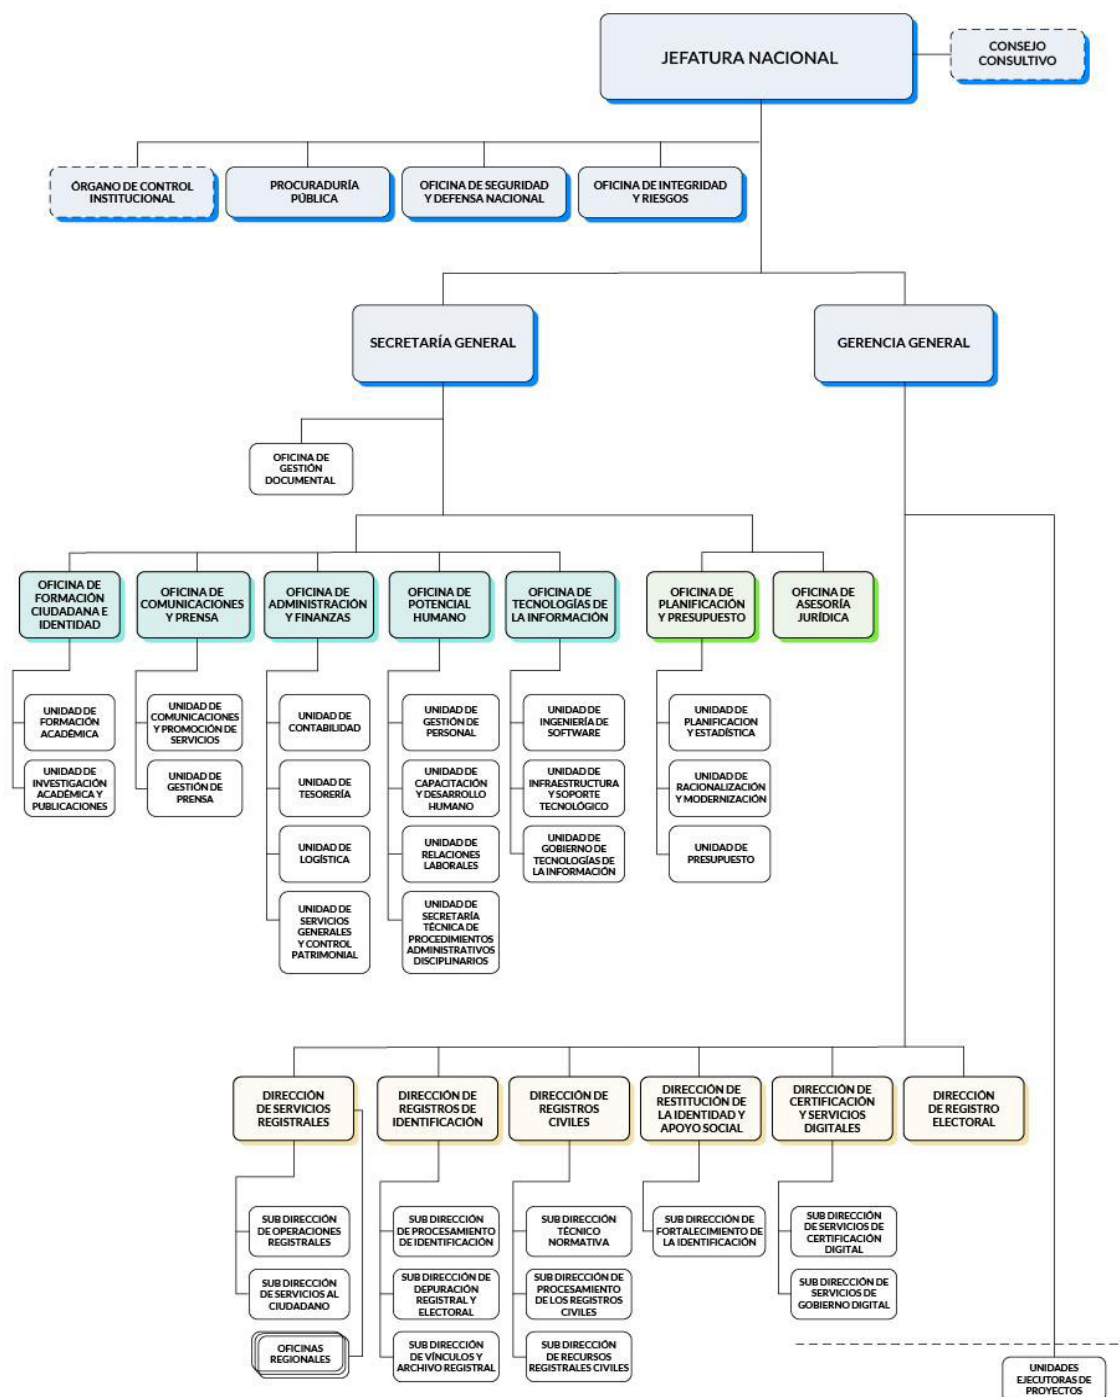 JEFATURA NACIONAL
CONSEJO
CONSULTIVO
ÓRGANO DE CONTROL
INSTITUCIONAL
PROCURADURÍA
PÚBLICA
OFICINA DE SEGURIDAD
Y DEFENSA NACIONAL
OFICINA DE INTEGRIDAD
Y RIESGOS
SECRETARÍA GENERAL
GERENCIA GENERAL
OFICINA DE
GESTIÓN
DOCUMENTAL
OFICINA DE
FORMACIÓN
CIUDADANA E
IDENTIDAD
OFICINA DE
COMUNICACIONES
Y PRENSA
OFICINA DE
ADMINISTRACIÓN
Y FINANZAS
OFICINA DE
POTENCIAL
HUMANO
OFICINA DE
TECNOLOGÍAS DE
LA INFORMACIÓN
OFICINA DE
PLANIFICACIÓN
Y PRESUPUESTO
OFICINA DE
ASESORÍA
JURÍDICA
UNIDAD DE
FORMACIÓN
ACADÉMICA
UNIDAD DE
INVESTIGACIÓN
ACADÉMICA Y
PUBLICACIONES
UNIDAD DE
COMUNICACIONES
Y PROMOCIÓN DE
SERVICIOS
UNIDAD DE
GESTIÓN DE
PRENSA
UNIDAD DE
CONTABILIDAD
UNIDAD DE
TESORERÍA
UNIDAD DE
LOGÍSTICA
UNIDAD DE
SERVICIOS
GENERALES
Y CONTROL
PATRIMONIAL
UNIDAD DE
GESTIÓN DE
PERSONAL
UNIDAD DE
CAPACITACIÓN
Y DESARROLLO
HUMANO
UNIDAD DE
RELACIONES
LABORALES
UNIDAD DE
SECRETARÍA
TÉCNICA DE
PROCEDIMIENTOS
ADMINISTRATIVOS
DISCIPLINARIOS
UNIDAD DE
INGENIERÍA DE
SOFTWARE
UNIDAD DE
INFRAESTRUCTURA
Y SOPORTE
TECNOLÓGICO
UNIDAD DE
GOBIERNO DE
TECNOLOGÍAS DE
LA INFORMACIÓN
UNIDAD DE
PLANIFICACION
Y ESTADÍSTICA
UNIDAD DE
RACIONALIZACIÓN
Y MODERNIZACIÓN
UNIDAD DE
PRESUPUESTO
DIRECCIÓN
DE SERVICIOS
REGISTRALES
DIRECCIÓN DE
REGISTROS DE
IDENTIFICACIÓN
DIRECCIÓN DE
REGISTROS
CIVILES
DIRECCIÓN DE
RESTITUCIÓN DE
LA IDENTIDAD Y
APOYO SOCIAL
DIRECCIÓN DE
CERTIFICACIÓN
Y SERVICIOS
DIGITALES
DIRECCIÓN
DE REGISTRO
ELECTORAL
SUB DIRECCIÓN
DE OPERACIONES
REGISTRALES
SUB DIRECCIÓN
DE SERVICIOS AL
CIUDADANO
OFICINAS
REGIONALES
SUB DIRECCIÓN
DE PROCESAMIENTO
DE IDENTIFICACIÓN
SUB DIRECCIÓN DE
DEPURACIÓN
REGISTRAL Y
ELECTORAL
SUB DIRECCIÓN
DE VÍNCULOS Y
ARCHIVO REGISTRAL
SUB DIRECCIÓN
TÉCNICO
NORMATIVA
SUB DIRECCIÓN DE
PROCESAMIENTO
DE LOS REGISTROS
CIVILES
SUB DIRECCIÓN
DE RECURSOS
REGISTRALES CIVILES
SUB DIRECCIÓN DE
FORTALECIMIENTO DE
LA IDENTIFICACIÓN
SUB DIRECCIÓN
DE SERVICIOS DE
CERTIFICACIÓN
DIGITAL
SUB DIRECCIÓN DE
SERVICIOS DE
GOBIERNO DIGITAL
UNIDADES
EJECUTORAS DE
PROYECTOS